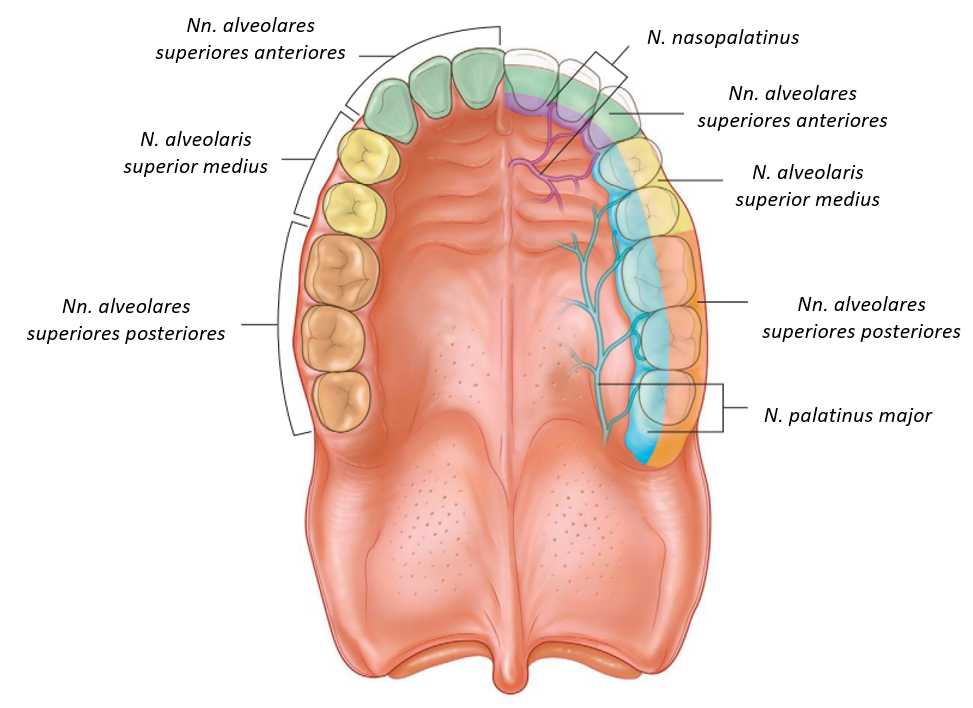 Nn. alveolares
superiores anteriores
N. nasopalatinus
Nn. alveolares
superiores anteriores
N. alveolaris
superior medius
N. alveolaris
superior medius
Nn. alveolares
superiores posteriores
Nn. alveolares
superiores posteriores
N. palatinus major